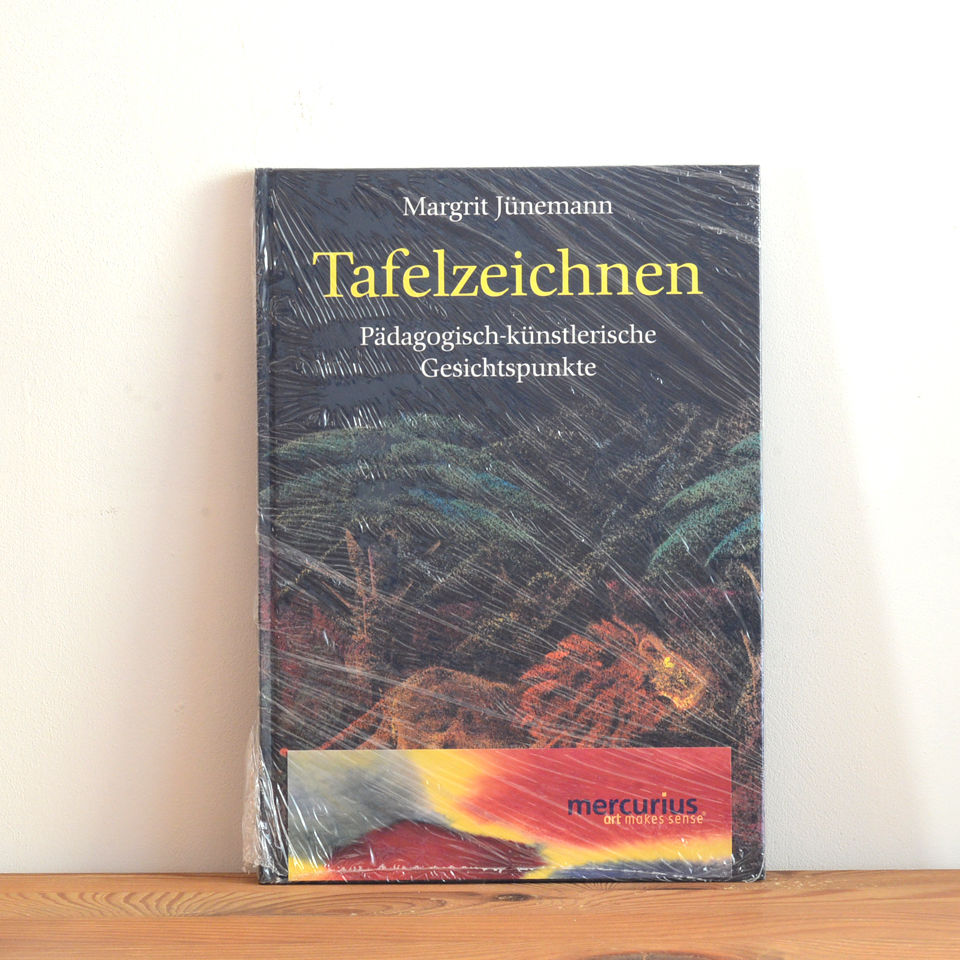 Margrit Jünemann
Tafelzeichnen
Pädagogisch-künstlerische
Gesichtspunkte
mercurius
art makes sense